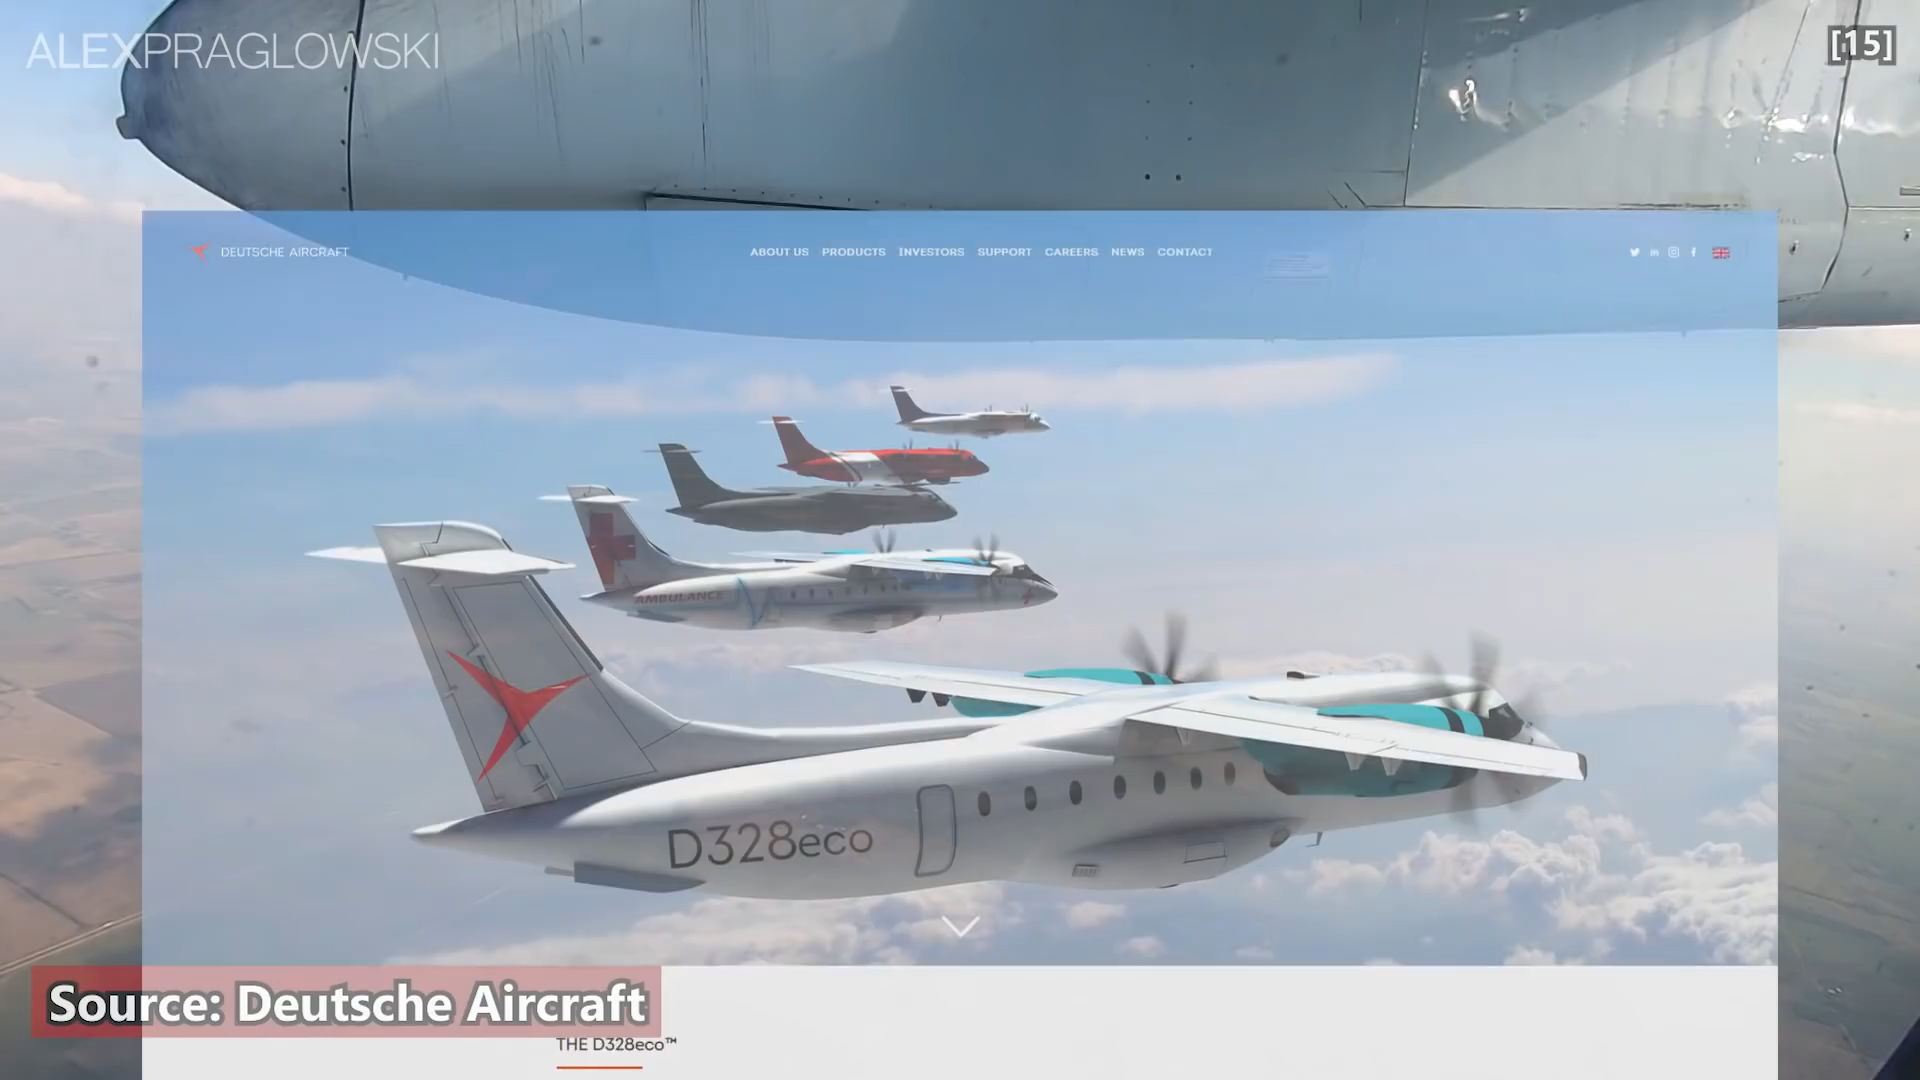 ALEXPRAGLOWSKI
[15]
DEUTSCHE AIRCRAFT
ABOUT US PRODUCTS INVESTORS SUPPORT CAREERS NEWS CONTACT
AMBULANCE
D328eco
Source: Deutsche Aircraft
THE D328eco™